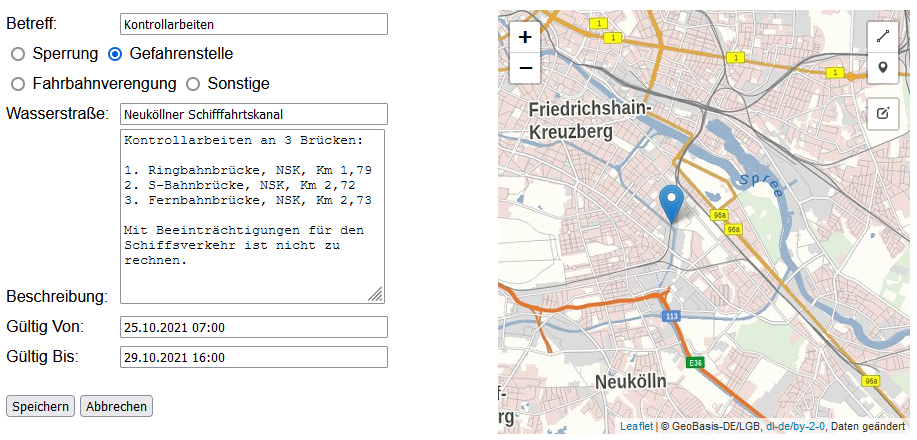 Betreff: Kontrollarbeiten
Sperrung Gefahrenstelle
Fahrbahnverengung Sonstige
Wasserstraße: Neuköllner Schifffahrtskanal
Kontrollarbeiten an 3 Brücken:
1. Ringbahnbrücke, NSK, Km 1,79
2. S-Bahnbrücke, NSK, Km 2,72
3. Fernbahnbrücke, NSK, Km 2,73
Mit Beeinträchtigungen für den
Schiffsverkehr ist nicht zu
rechnen.
Beschreibung:
Gültig Von: 25.10.2021 07:00
Gültig Bis: 29.10.2021 16:00
Speichern Abbrechen
+
−
1
1
1
1
Friedrichshain-
Kreuzberg
Spree
96a
96a
113
E36
Neukölln
96a
f-
rg
Leaflet | © GeoBasis-DE/LGB, dl-de/by-2-0, Daten geändert